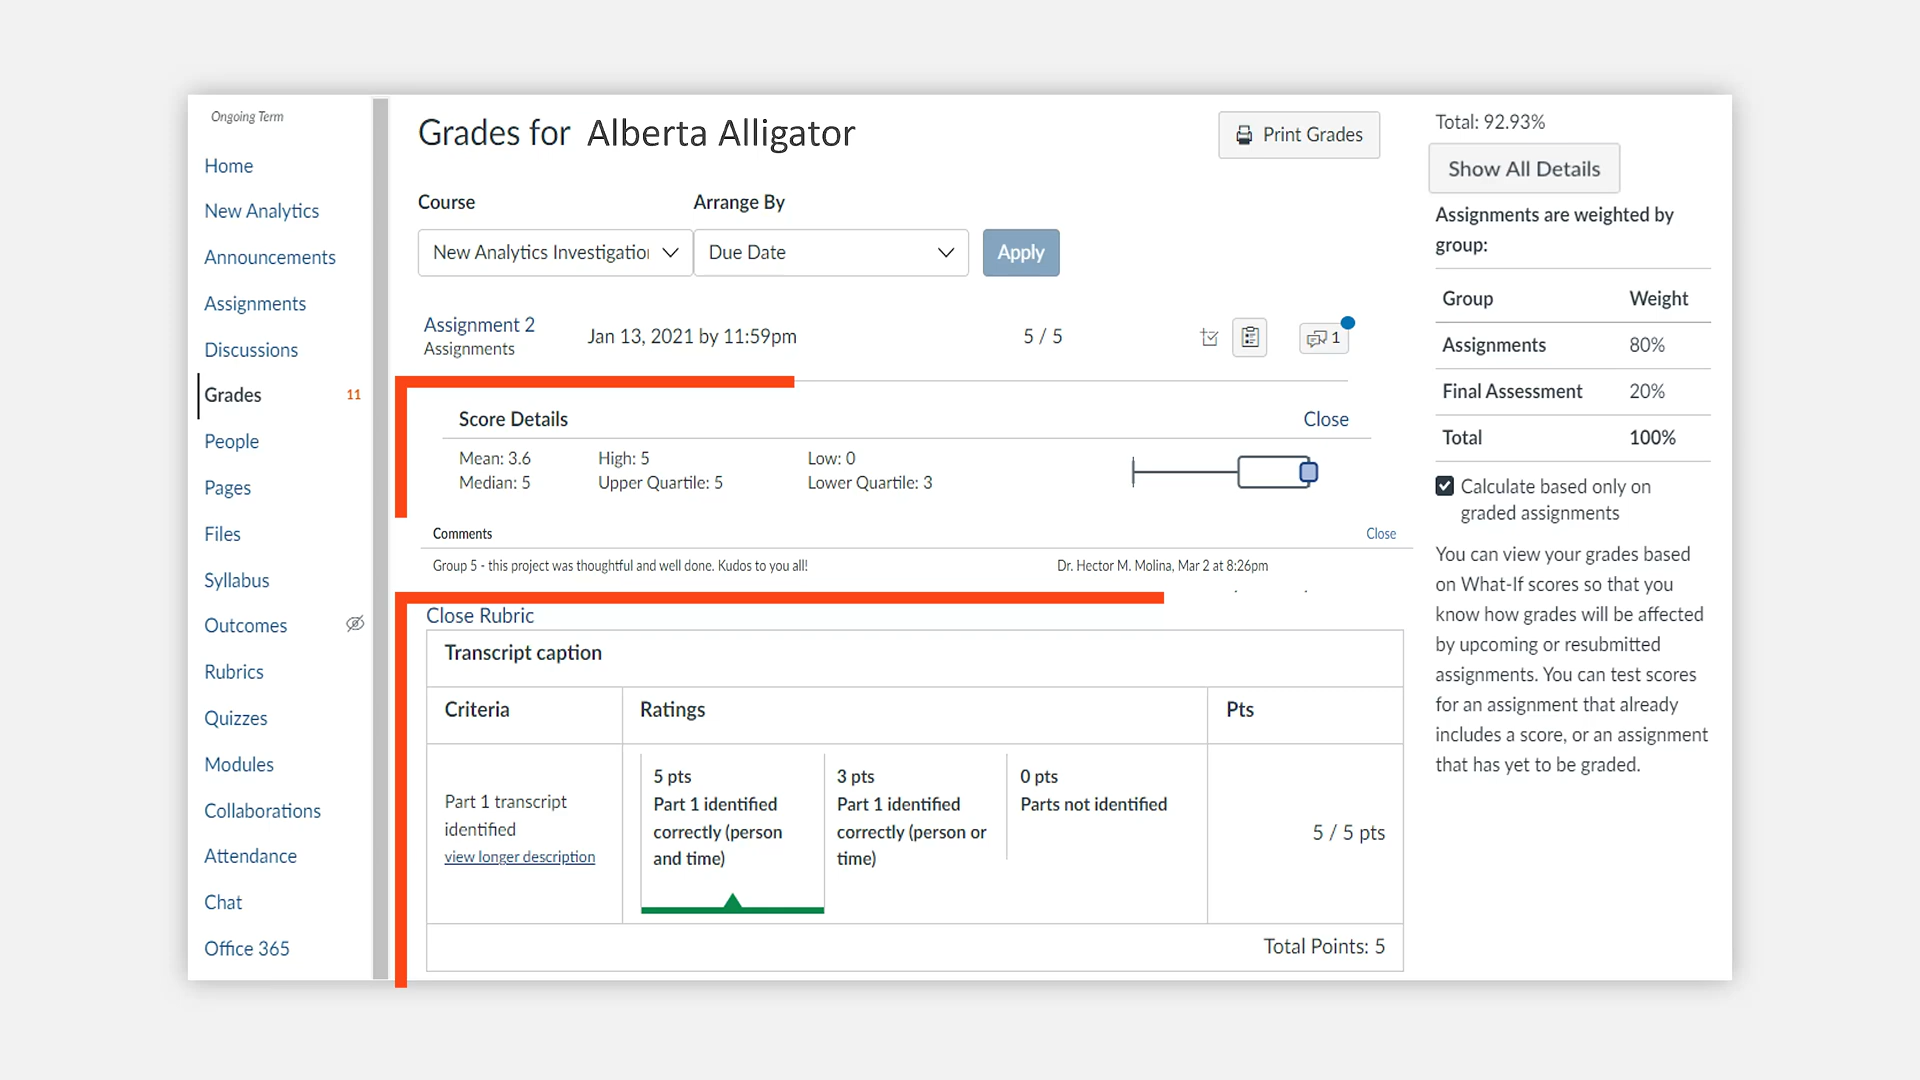 Ongoing Term
Home
New Analytics
Announcements
Assignments
Discussions
Grades 11
People
Pages
Files
Syllabus
Outcomes
Rubrics
Quizzes
Modules
Collaborations
Attendance
Chat
Office 365
Grades for Alberta Alligator
Print Grades
Course Arrange By
New Analytics Investigation Due Date Apply
Assignment 2 Jan 13, 2021 by 11:59pm 5 / 5 1
Assignments
Score Details Close
Mean: 3.6 High: 5 Low: 0
Median: 5 Upper Quartile: 5 Lower Quartile: 3
Comments Close
Group 5 - this project was thoughtful and well done. Kudos to you all! Dr. Hector M. Molina, Mar 2 at 8:26pm
Close Rubric
Transcript caption
Criteria Ratings Pts
Part 1 transcript
identified
view longer description
5 pts
Part 1 identified
correctly (person
and time)
3 pts
Part 1 identified
correctly (person or
time)
0 pts
Parts not identified
5 / 5 pts
Total Points: 5
Total: 92.93%
Show All Details
Assignments are weighted by
group:
Group Weight
Assignments 80%
Final Assessment 20%
Total 100%
Calculate based only on
graded assignments
You can view your grades based
on What-If scores so that you
know how grades will be affected
by upcoming or resubmitted
assignments. You can test scores
for an assignment that already
includes a score, or an assignment
that has yet to be graded.